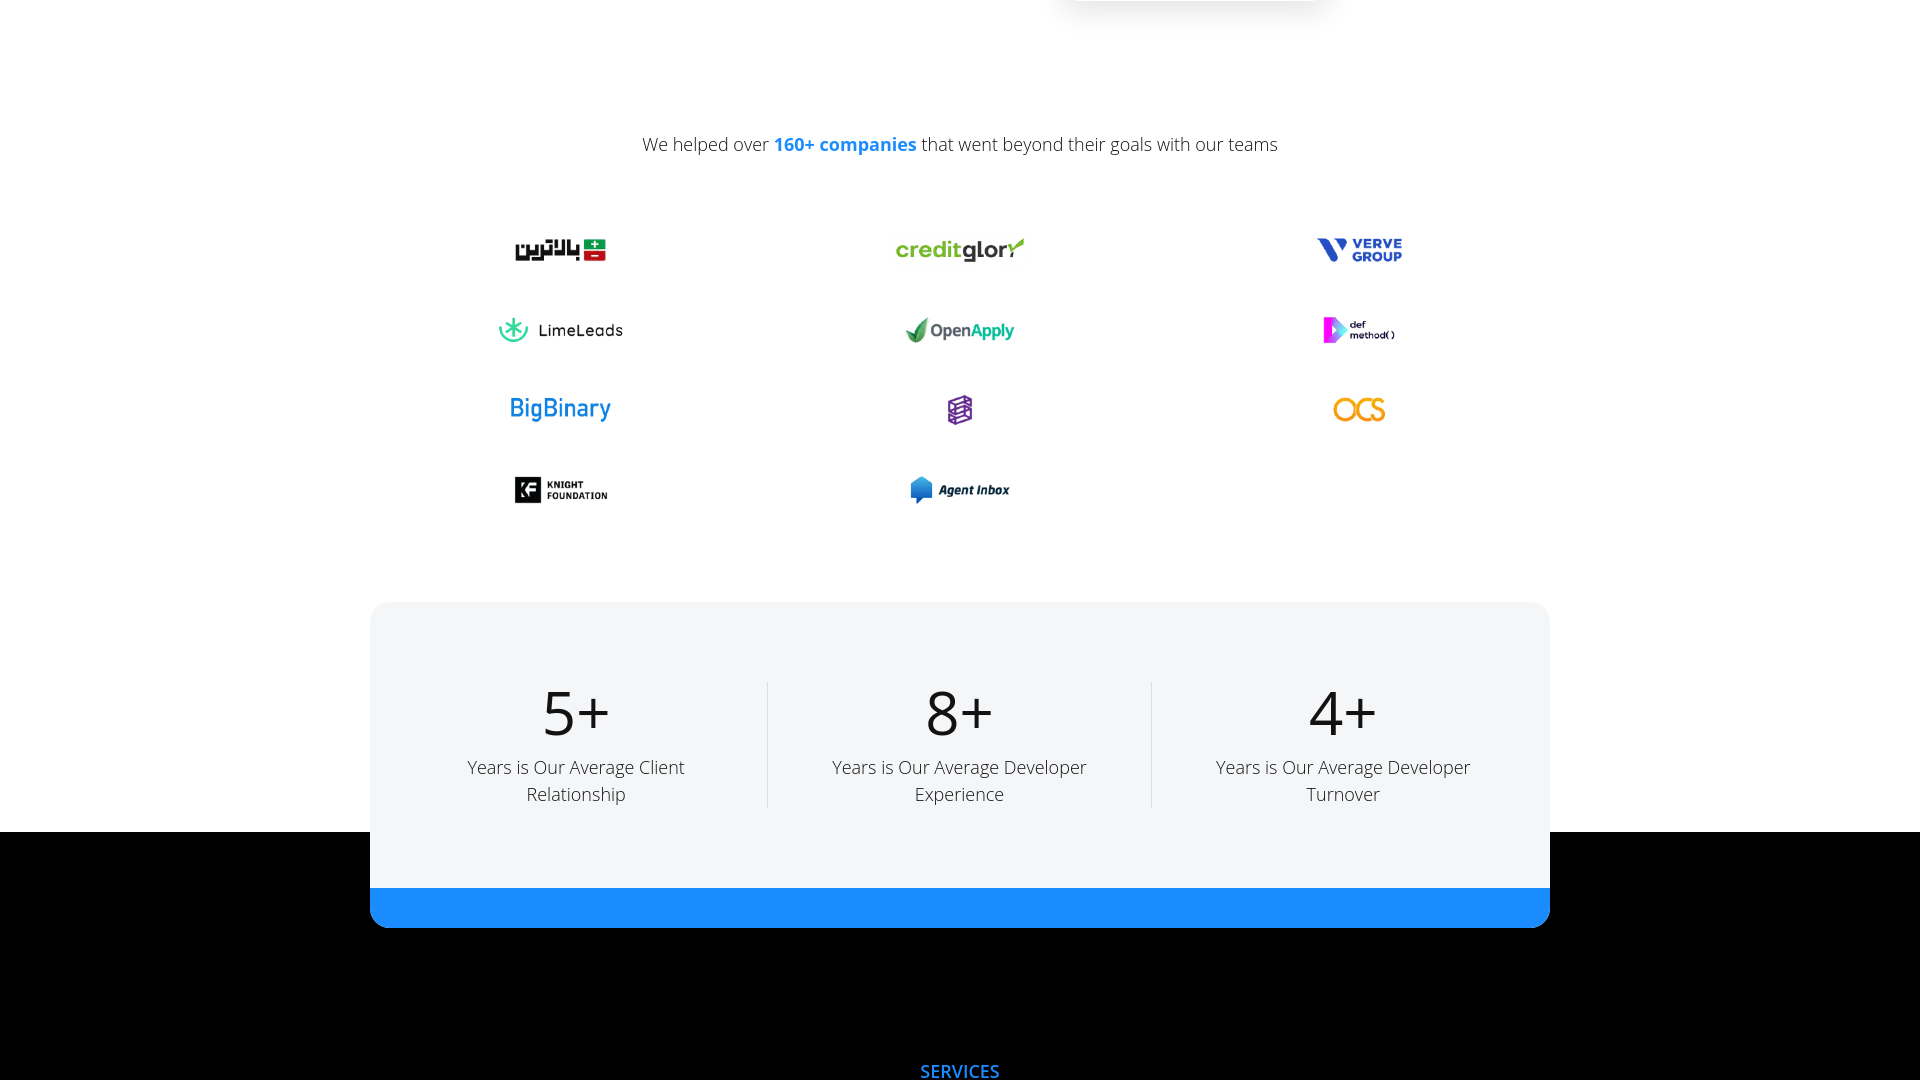 We helped over 160+ companies that went beyond their goals with our teams
بالاترین
creditglory
VERVE
GROUP
LimeLeads
OpenApply
def
method()
BigBinary
OCS
KNIGHT
FOUNDATION
Agent Inbox
5+
Years is Our Average Client
Relationship
8+
Years is Our Average Developer
Experience
4+
Years is Our Average Developer
Turnover
SERVICES